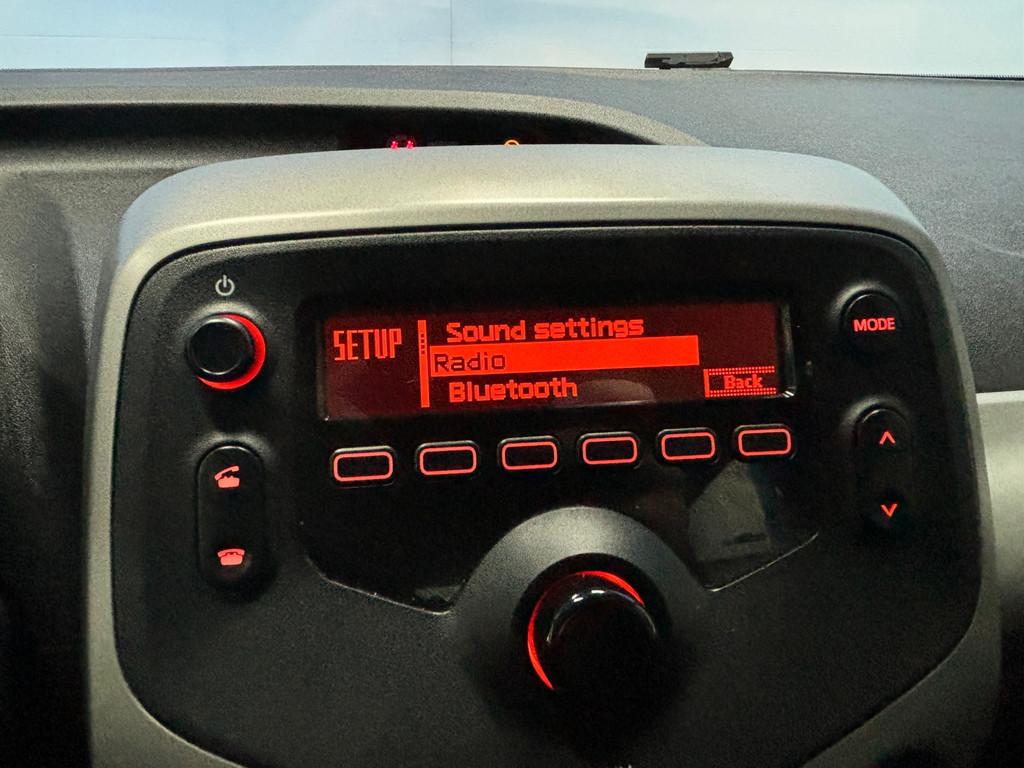 SETUP
Sound settings
Radio
Bluetooth
Back
MODE